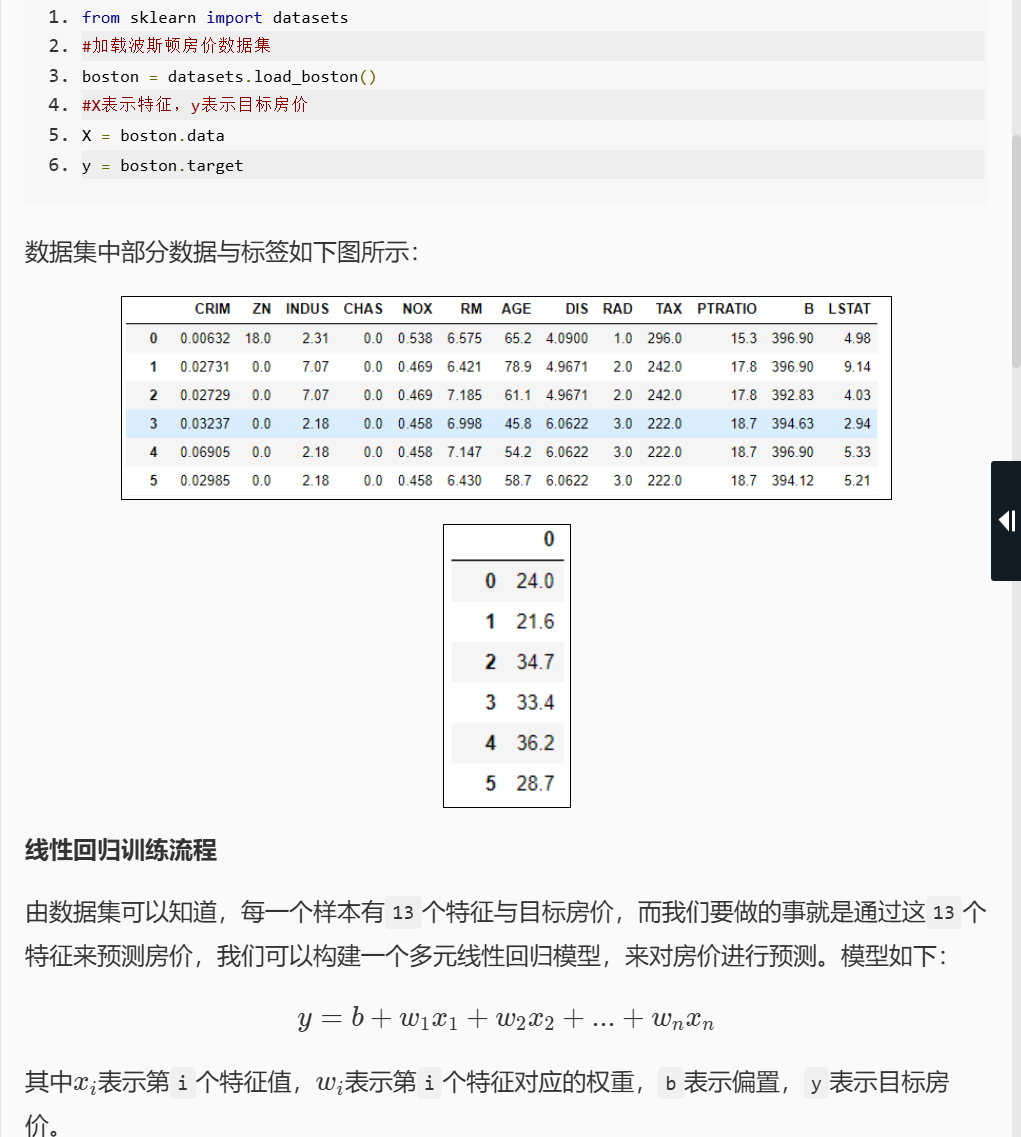 1. from sklearn import datasets
2. #加载波斯顿房价数据集
3. boston = datasets.load_boston()
4. #X表示特征，y表示目标房价
5. X = boston.data
6. y = boston.target
数据集中部分数据与标签如下图所示：
CRIM ZN INDUS CHAS NOX RM AGE DIS RAD TAX PTRATIO B LSTAT
0 0.00632 18.0 2.31 0.0 0.538 6.575 65.2 4.0900 1.0 296.0 15.3 396.90 4.98
1 0.02731 0.0 7.07 0.0 0.469 6.421 78.9 4.9671 2.0 242.0 17.8 396.90 9.14
2 0.02729 0.0 7.07 0.0 0.469 7.185 61.1 4.9671 2.0 242.0 17.8 392.83 4.03
3 0.03237 0.0 2.18 0.0 0.458 6.998 45.8 6.0622 3.0 222.0 18.7 394.63 2.94
4 0.06905 0.0 2.18 0.0 0.458 7.147 54.2 6.0622 3.0 222.0 18.7 396.90 5.33
5 0.02985 0.0 2.18 0.0 0.458 6.430 58.7 6.0622 3.0 222.0 18.7 394.12 5.21
0
0 24.0
1 21.6
2 34.7
3 33.4
4 36.2
5 28.7
线性回归训练流程
由数据集可以知道，每一个样本有 13 个特征与目标房价，而我们要做的事就是通过这 13 个
特征来预测房价，我们可以构建一个多元线性回归模型，来对房价进行预测。模型如下：
y = b + w₁x₁ + w₂x₂ + ... + wₙxₙ
其中xᵢ表示第 i 个特征值，wᵢ表示第 i 个特征对应的权重， b 表示偏置， y 表示目标房
价。